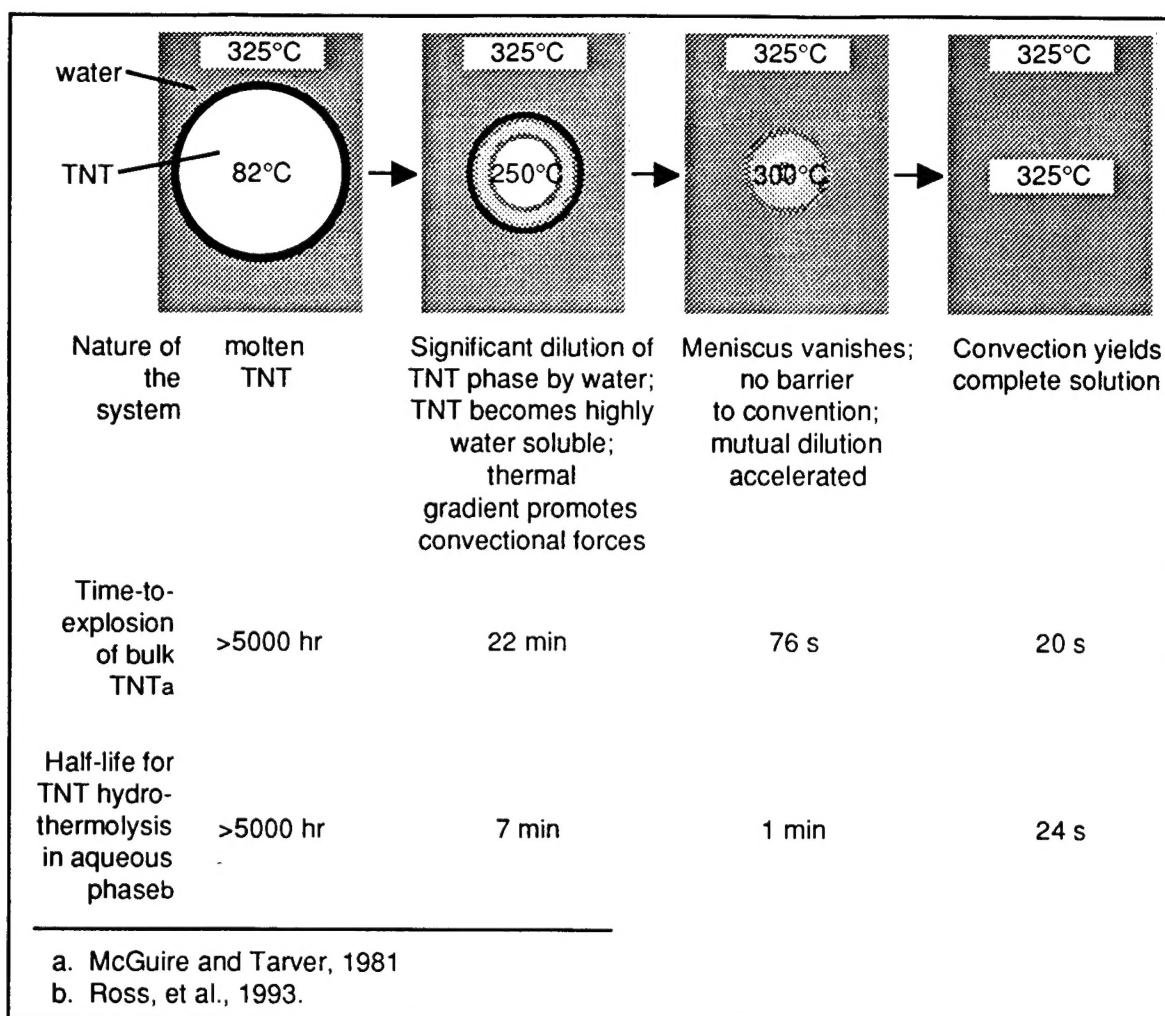 325°C
325°C
325°C
325°C
water
TNT
82°C
250°C
300°C
325°C
Nature of
the
system
molten
TNT
Significant dilution of
TNT phase by water;
TNT becomes highly
water soluble;
thermal
gradient promotes
convectional forces
Meniscus vanishes;
no barrier
to convention;
mutual dilution
accelerated
Convection yields
complete solution
Time-to-
explosion
of bulk
TNTa
>5000 hr
22 min
76 s
20 s
Half-life for
TNT hydro-
thermolysis
in aqueous
phaseb
>5000 hr
7 min
1 min
24 s
a. McGuire and Tarver, 1981
b. Ross, et al., 1993.